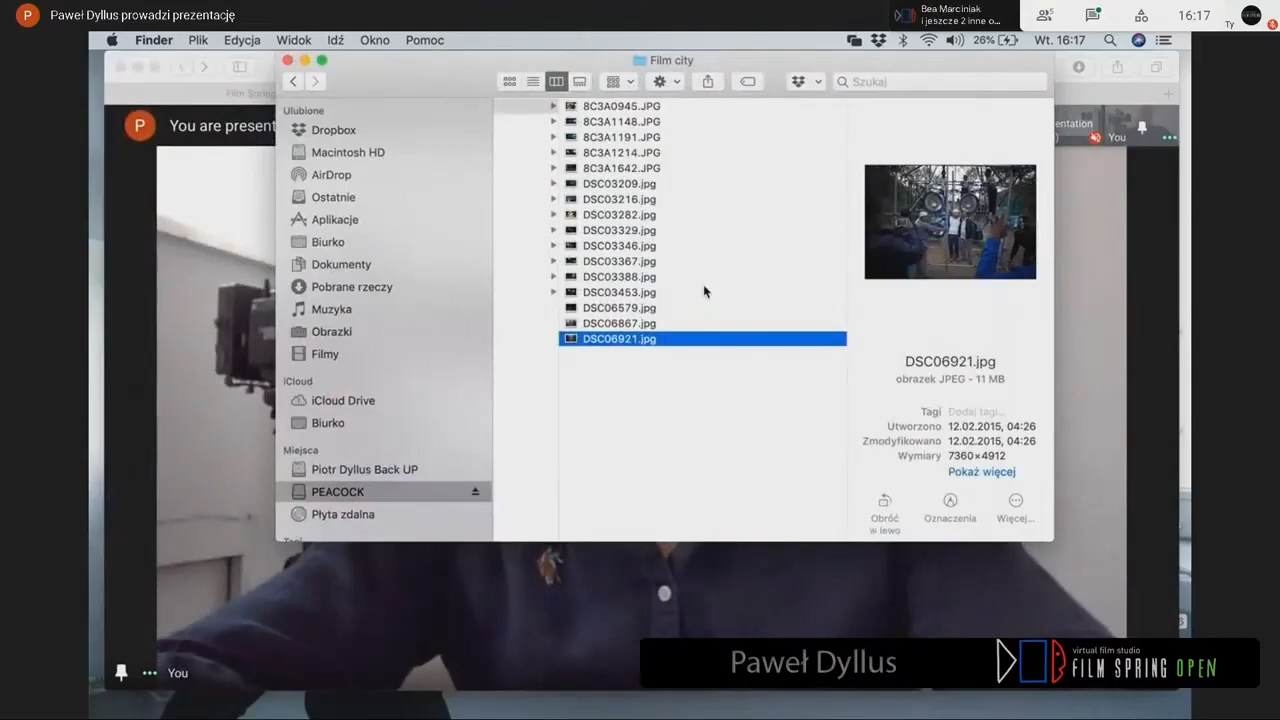 P Paweł Dyllus prowadzi prezentację
Bea Marciniak
i jeszcze 2 inne o...
5
16:17
Ty
Finder Plik Edycja Widok Idź Okno Pomoc
26% Wt. 16:17
Film city
Szukaj
Film Spring
P You are present
entation
You
Ulubione
Dropbox
Macintosh HD
AirDrop
Ostatnie
Aplikacje
Biurko
Dokumenty
Pobrane rzeczy
Muzyka
Obrazki
Filmy
iCloud
iCloud Drive
Biurko
Miejsca
Piotr Dyllus Back UP
PEACOCK
Płyta zdalna
8C3A0945.JPG
8C3A1148.JPG
8C3A1191.JPG
8C3A1214.JPG
8C3A1642.JPG
DSC03209.jpg
DSC03216.jpg
DSC03282.jpg
DSC03329.jpg
DSC03346.jpg
DSC03367.jpg
DSC03388.jpg
DSC03453.jpg
DSC06579.jpg
DSC06867.jpg
DSC06921.jpg
DSC06921.jpg
obrazek JPEG - 11 MB
Tagi Dodaj tagi...
Utworzono 12.02.2015, 04:26
Zmodyfikowano 12.02.2015, 04:26
Wymiary 7360×4912
Pokaż więcej
Obróć
w lewo
Oznaczenia
Więcej...
You
Paweł Dyllus
virtual film studio
FILM SPRING OPEN